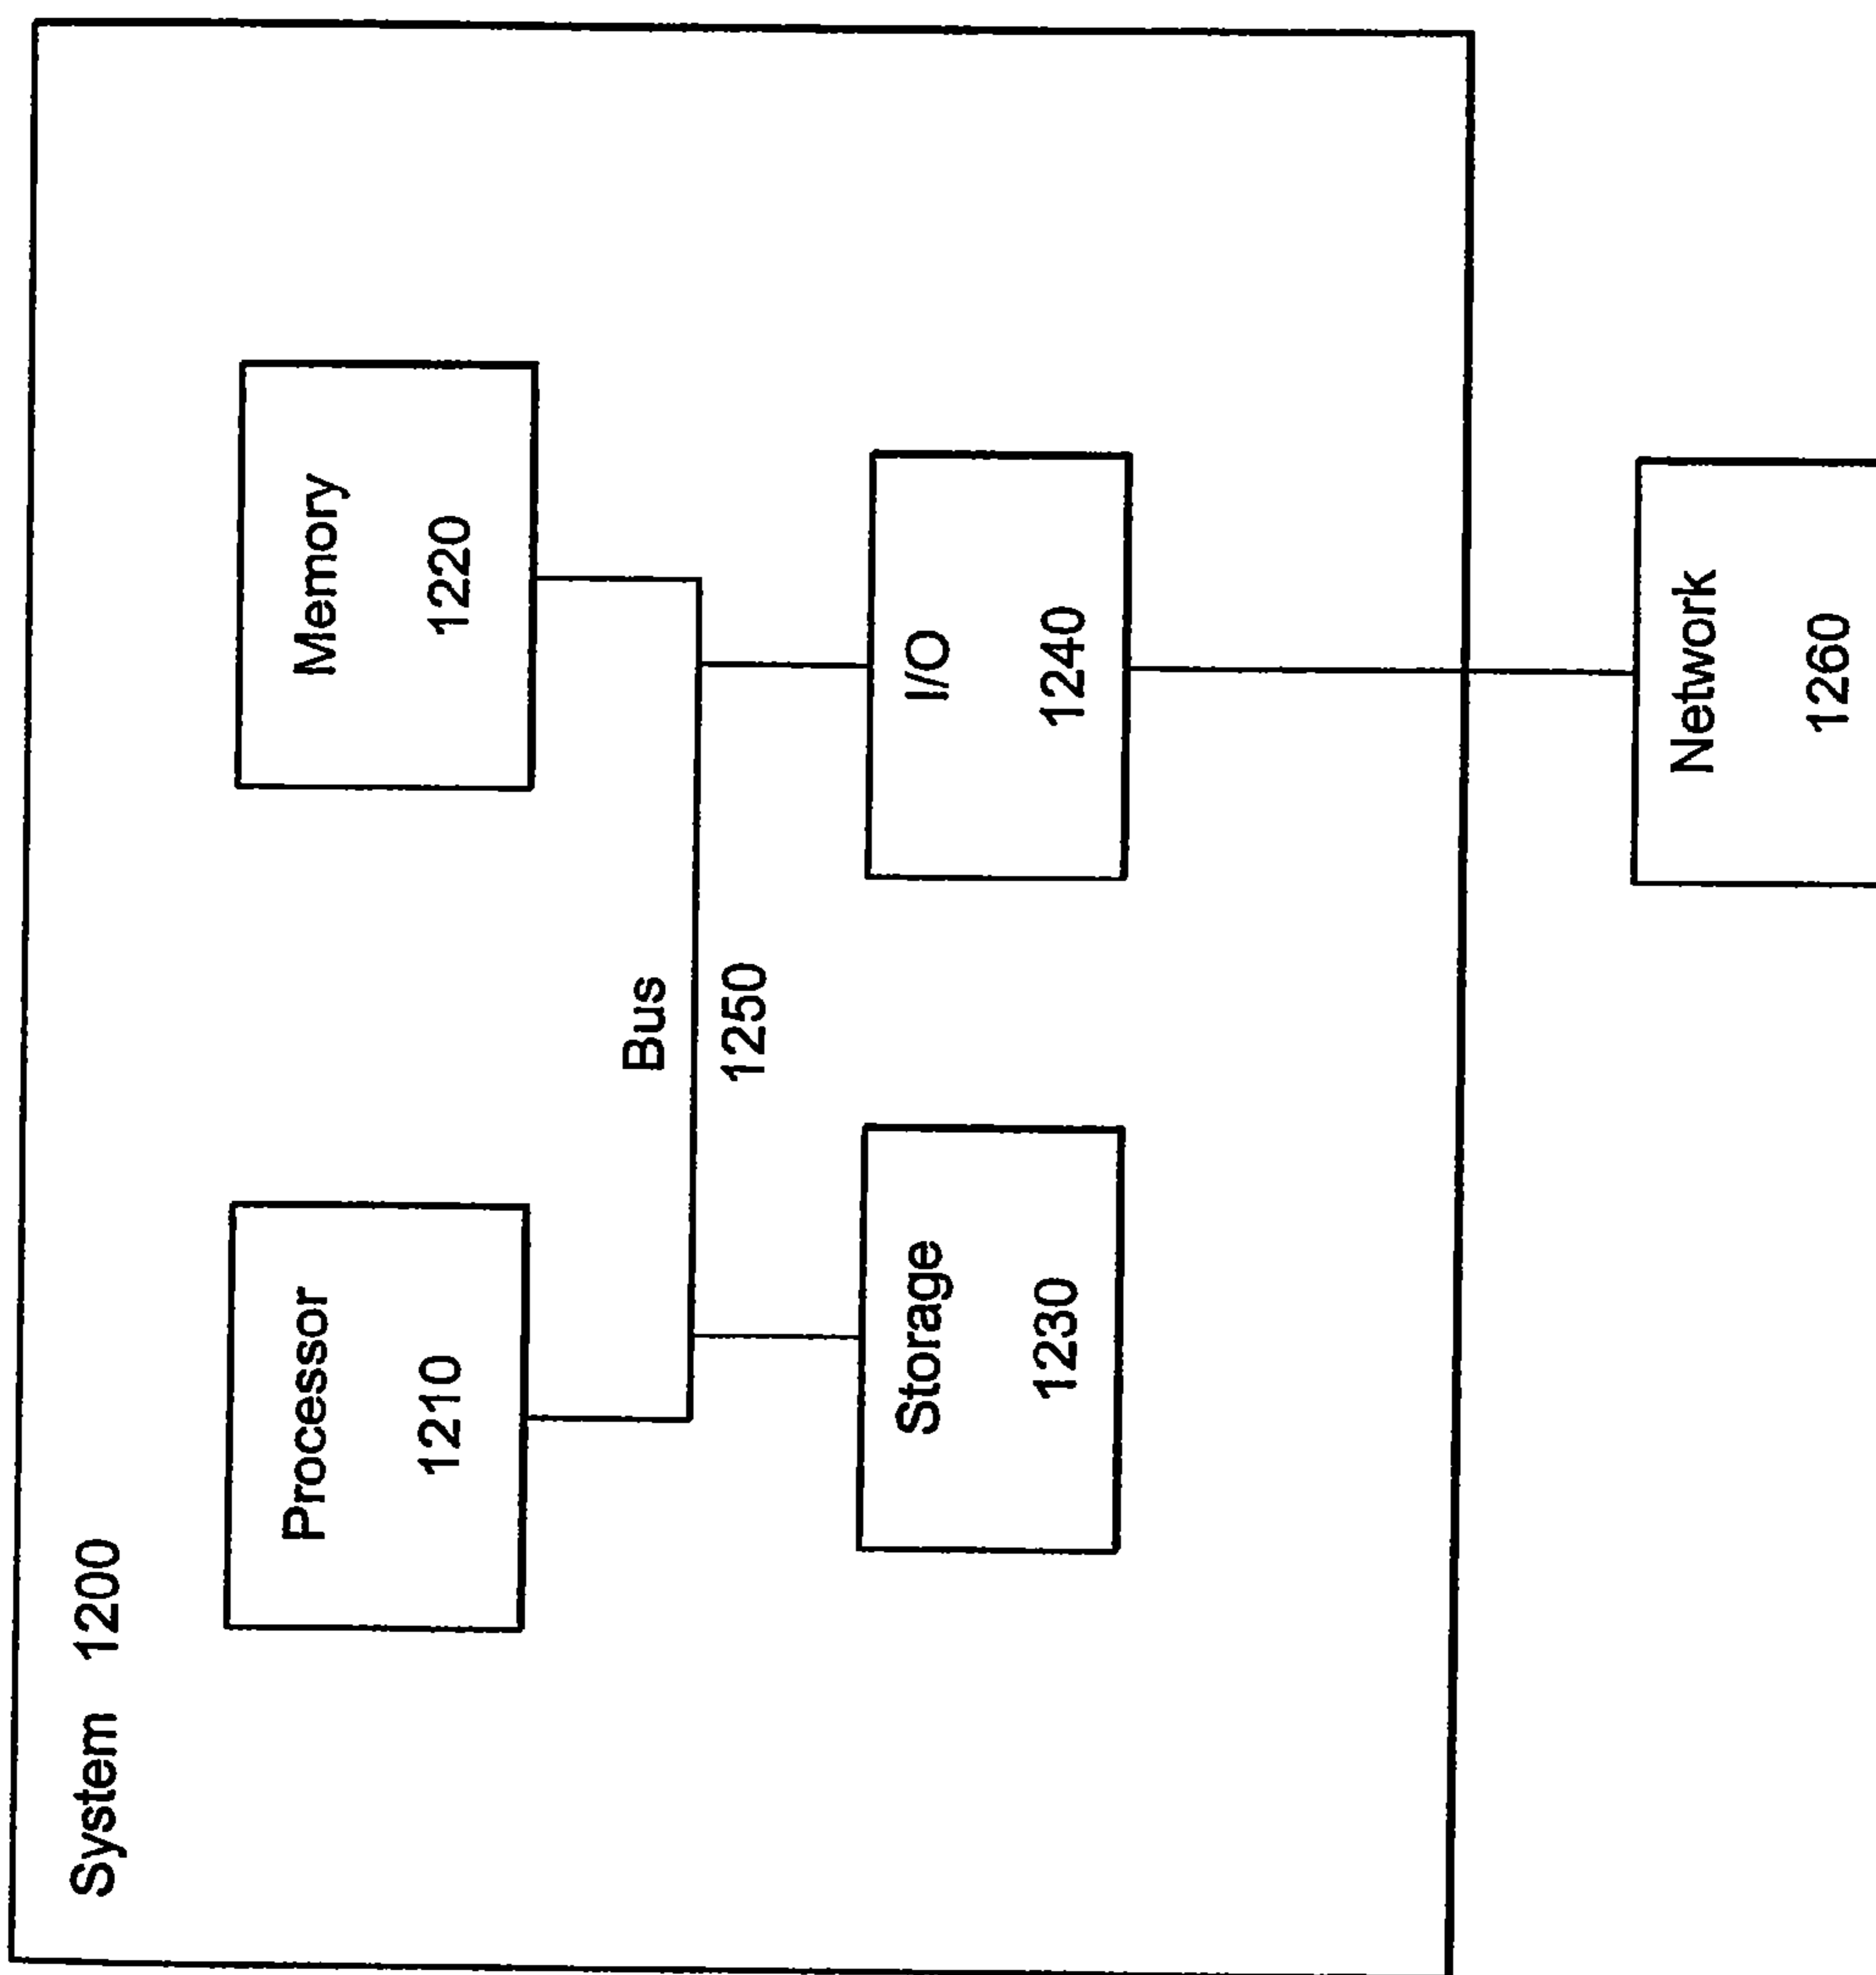 System 1200
Processor
1210
Memory
1220
Bus
1250
Storage
1230
I/O
1240
Network
1260